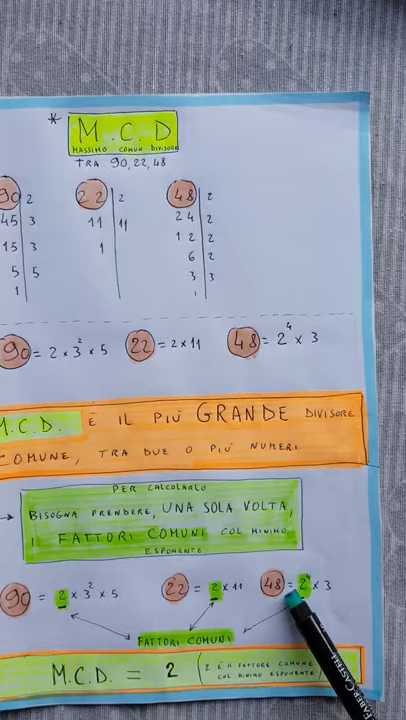 * M.C.D
MASSIMO COMUN DIVISORE
TRA 90, 22, 48
90 | 2
45 | 3
15 | 3
5 | 5
1
22 | 2
11 | 11
1
48 | 2
24 | 2
12 | 2
6 | 2
3 | 3
1
90 = 2 x 3² x 5
22 = 2 x 11
48 = 2⁴ x 3
M.C.D. È IL PIÙ GRANDE DIVISORE
COMUNE, TRA DUE O PIÙ NUMERI
PER CALCOLARLO
→ BISOGNA PRENDERE, UNA SOLA VOLTA,
I FATTORI COMUNI COL MINIMO
ESPONENTE
90 = 2 x 3² x 5
22 = 2 x 11
48 = 2⁴ x 3
FATTORI COMUNI
M.C.D. = 2 (2 È IL FATTORE COMUNE
COL MINIMO ESPONENTE)
FABER-CASTELL